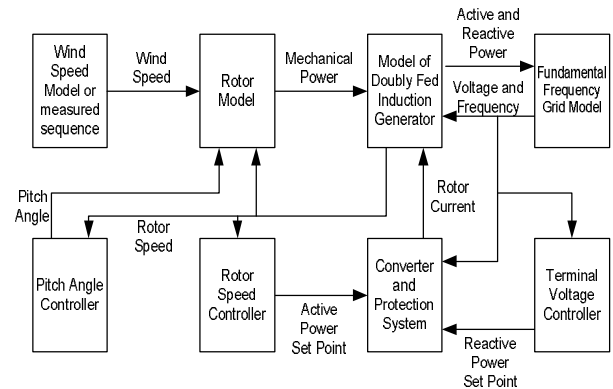 Wind
Speed
Model or
measured
sequence
Wind
Speed
Rotor
Model
Mechanical
Power
Model of
Doubly Fed
Induction
Generator
Active and
Reactive
Power
Voltage and
Frequency
Fundamental
Frequency
Grid Model
Pitch
Angle
Rotor
Speed
Rotor
Current
Pitch Angle
Controller
Rotor
Speed
Controller
Active
Power
Set Point
Converter
and
Protection
System
Reactive
Power
Set Point
Terminal
Voltage
Controller